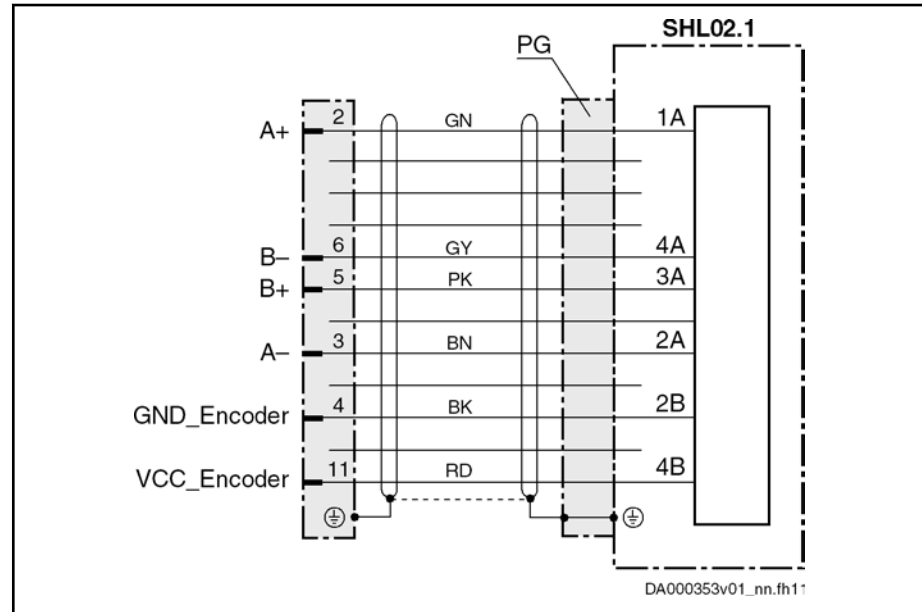 SHL02.1
PG
A+ 2 GN 1A
B– 6 GY 4A
B+ 5 PK 3A
A– 3 BN 2A
GND_Encoder 4 BK 2B
VCC_Encoder 11 RD 4B
DA000353v01_nn.fh11